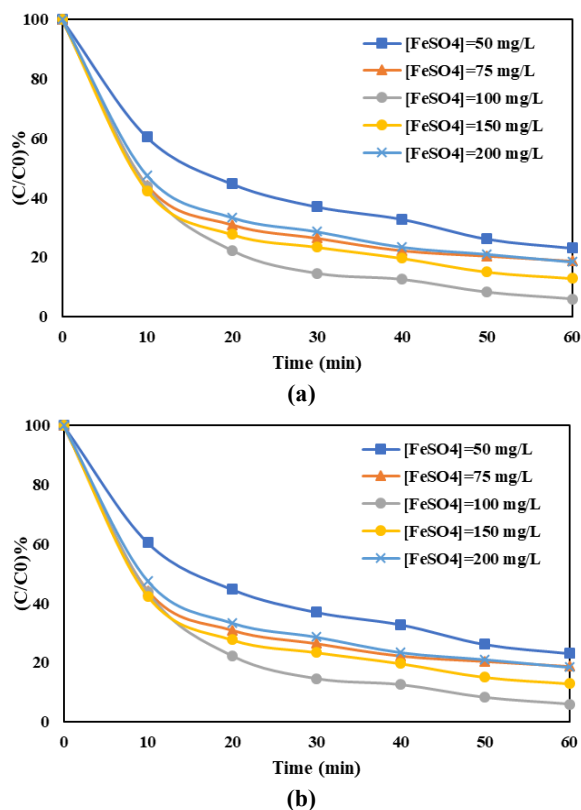 100
80
60
40
20
0
(C/C0)%
[FeSO4]=50 mg/L
[FeSO4]=75 mg/L
[FeSO4]=100 mg/L
[FeSO4]=150 mg/L
[FeSO4]=200 mg/L
0 10 20 30 40 50 60
Time (min)
(a)
100
80
60
40
20
0
(C/C0)%
[FeSO4]=50 mg/L
[FeSO4]=75 mg/L
[FeSO4]=100 mg/L
[FeSO4]=150 mg/L
[FeSO4]=200 mg/L
0 10 20 30 40 50 60
Time (min)
(b)